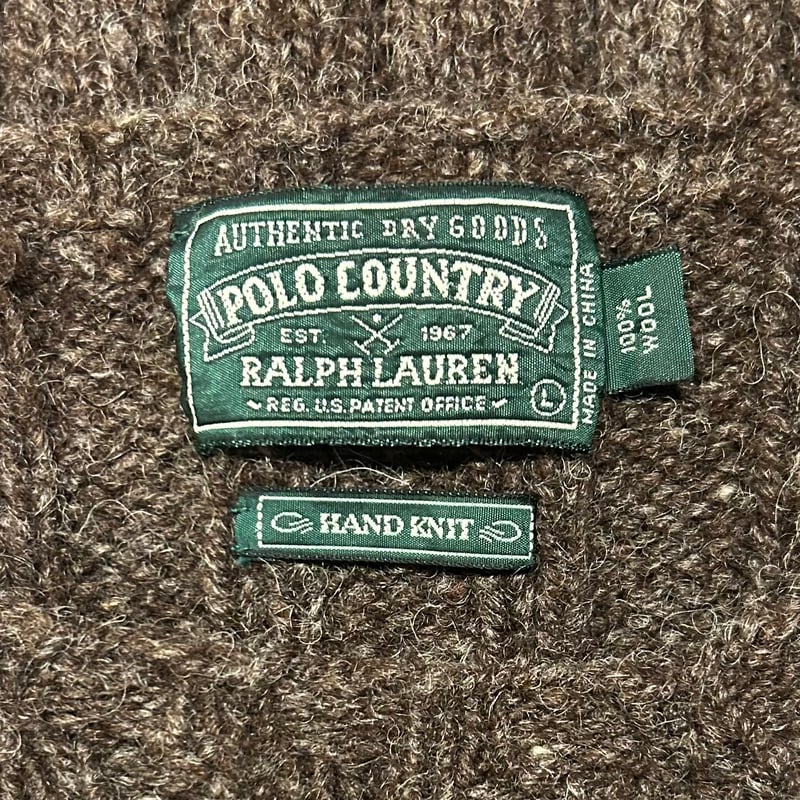 AUTHENTIC DRY GOODS
POLO COUNTRY
EST. 1967
RALPH LAUREN
~ REG. U.S. PATENT OFFICE ~
L
MADE IN CHINA
100%
WOOL
HAND KNIT